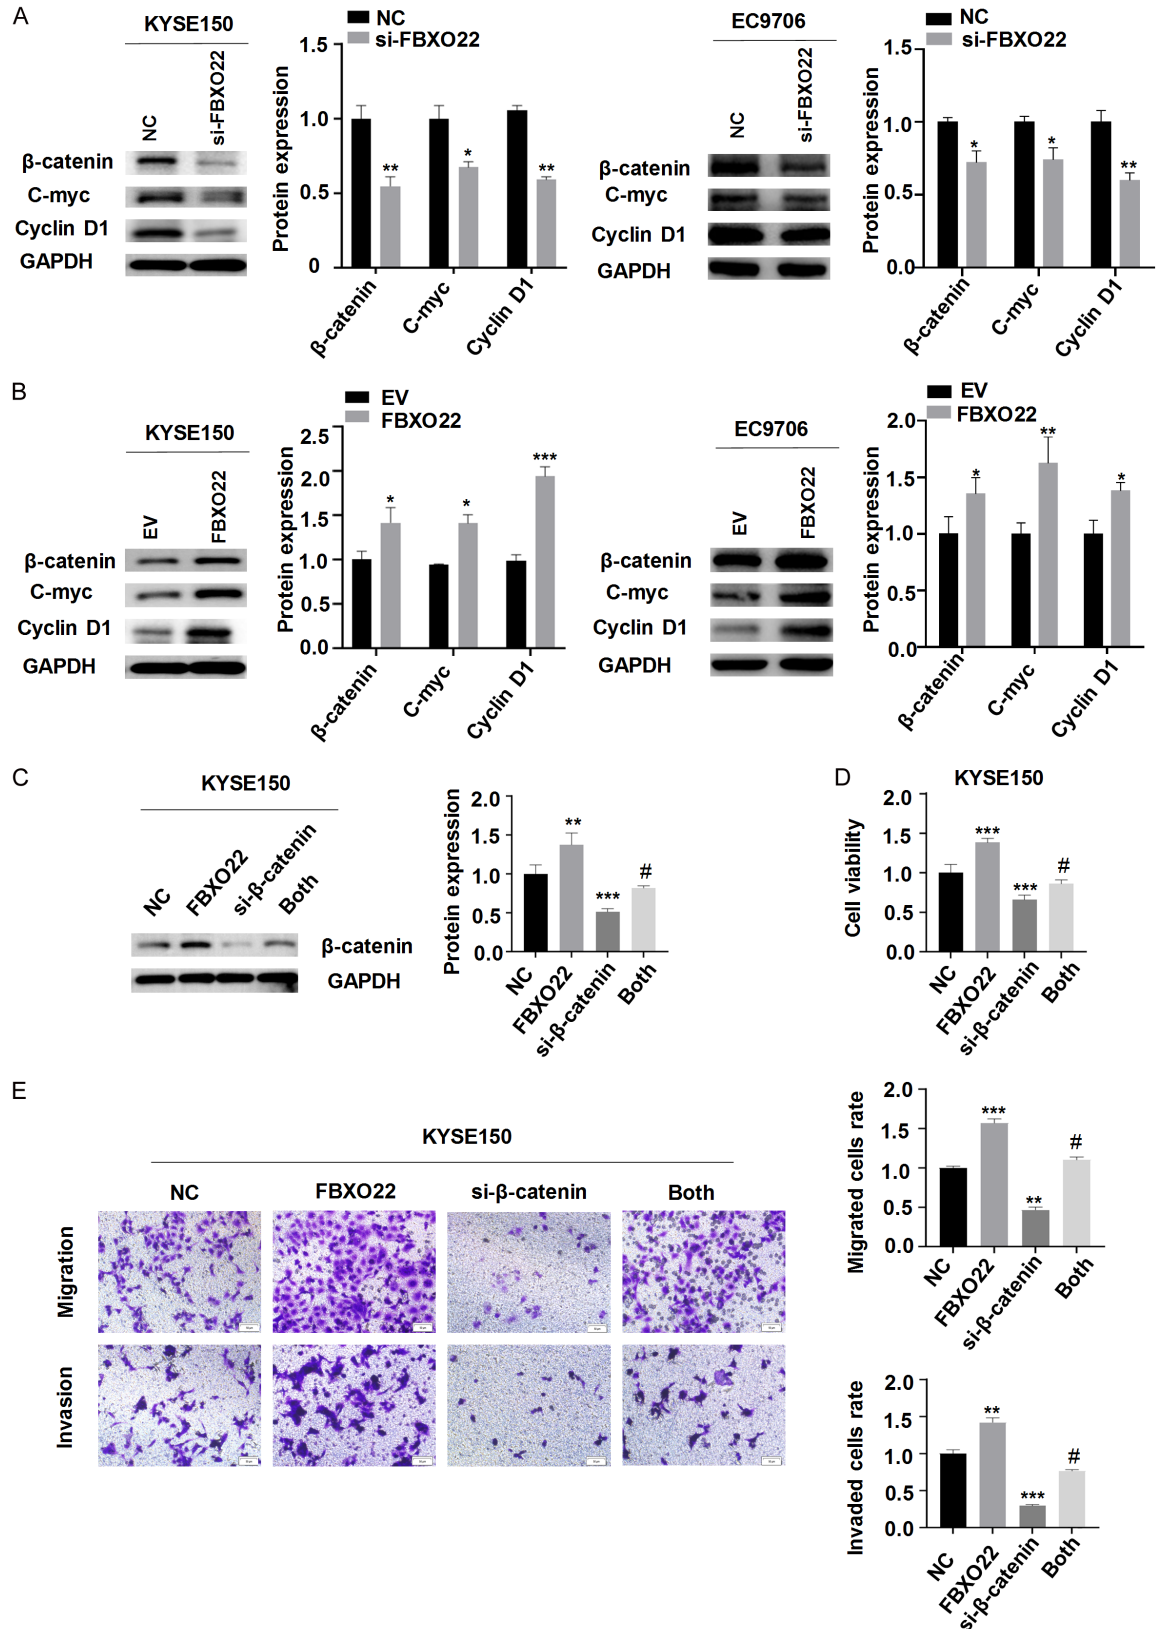 A
KYSE150
NC
si-FBXO22
β-catenin
C-myc
Cyclin D1
GAPDH
NC
si-FBXO22
Protein expression
1.5
1.0
0.5
0
** * **
β-catenin
C-myc
Cyclin D1
EC9706
NC
si-FBXO22
β-catenin
C-myc
Cyclin D1
GAPDH
NC
si-FBXO22
Protein expression
1.5
1.0
0.5
0.0
* * **
β-catenin
C-myc
Cyclin D1
B
KYSE150
EV
FBXO22
β-catenin
C-myc
Cyclin D1
GAPDH
EV
FBXO22
Protein expression
2.5
2.0
1.5
1.0
0.5
0.0
* * ***
β-catenin
C-myc
Cyclin D1
EC9706
EV
FBXO22
β-catenin
C-myc
Cyclin D1
GAPDH
EV
FBXO22
Protein expression
2.0
1.5
1.0
0.5
0.0
* ** *
β-catenin
C-myc
Cyclin D1
C
KYSE150
NC
FBXO22
si-β-catenin
Both
β-catenin
GAPDH
Protein expression
2.0
1.5
1.0
0.5
0.0
** *** #
NC
FBXO22
si-β-catenin
Both
D
KYSE150
Cell viability
2.0
1.5
1.0
0.5
0.0
*** *** #
NC
FBXO22
si-β-catenin
Both
E
KYSE150
NC FBXO22 si-β-catenin Both
Migration
Invasion
Migrated cells rate
2.0
1.5
1.0
0.5
0.0
*** ** #
NC
FBXO22
si-β-catenin
Both
Invaded cells rate
2.0
1.5
1.0
0.5
0.0
** *** #
NC
FBXO22
si-β-catenin
Both